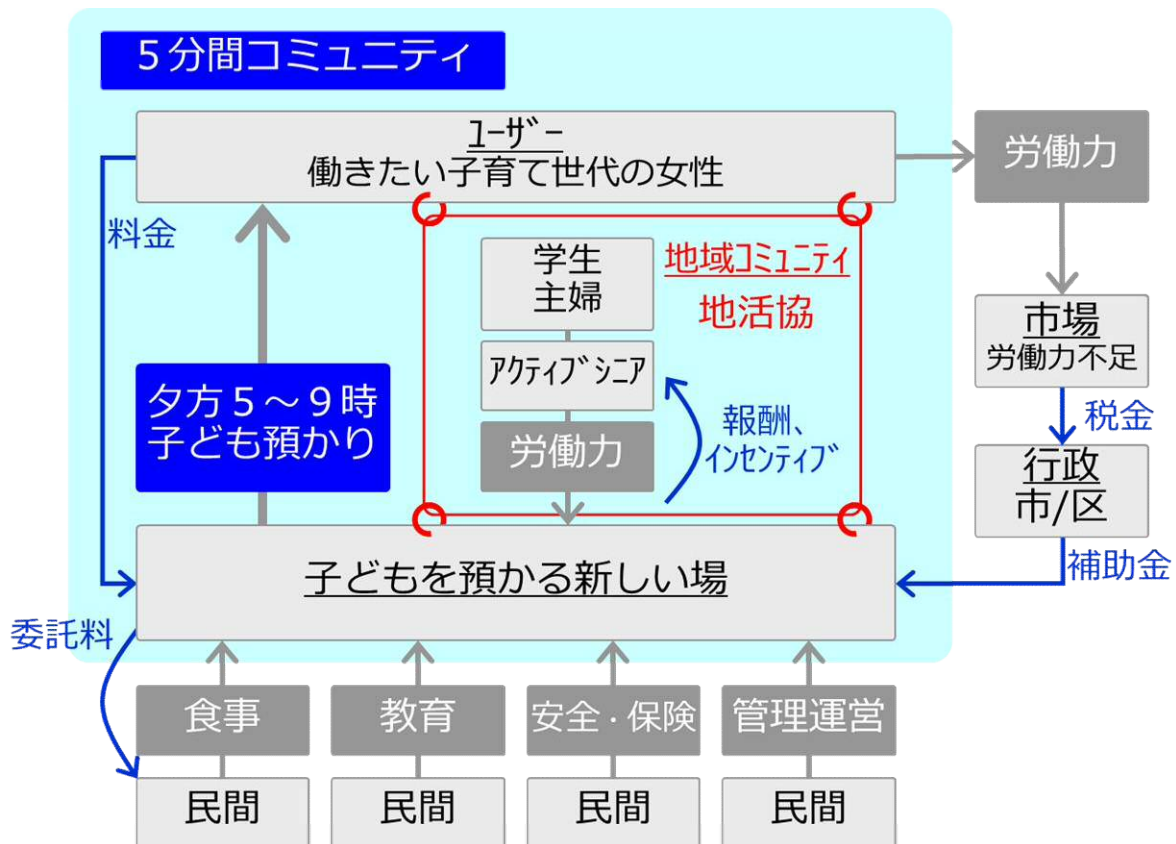 5分間コミュニティ
ﾕｰｻﾞｰ
働きたい子育て世代の女性
労働力
料金
学生
主婦
地域ｺﾐｭﾆﾃｨ
地活協
市場
労働力不足
ｱｸﾃｨﾌﾞｼﾆｱ
夕方5～9時
子ども預かり
報酬、
ｲﾝｾﾝﾃｨﾌﾞ
税金
労働力
行政
市/区
子どもを預かる新しい場
補助金
委託料
食事
教育
安全・保険
管理運営
民間
民間
民間
民間